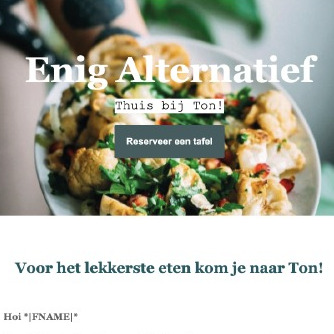 Enig Alternatief
Thuis bij Ton!
Reserveer een tafel
Voor het lekkerste eten kom je naar Ton!
Hoi *|FNAME|*